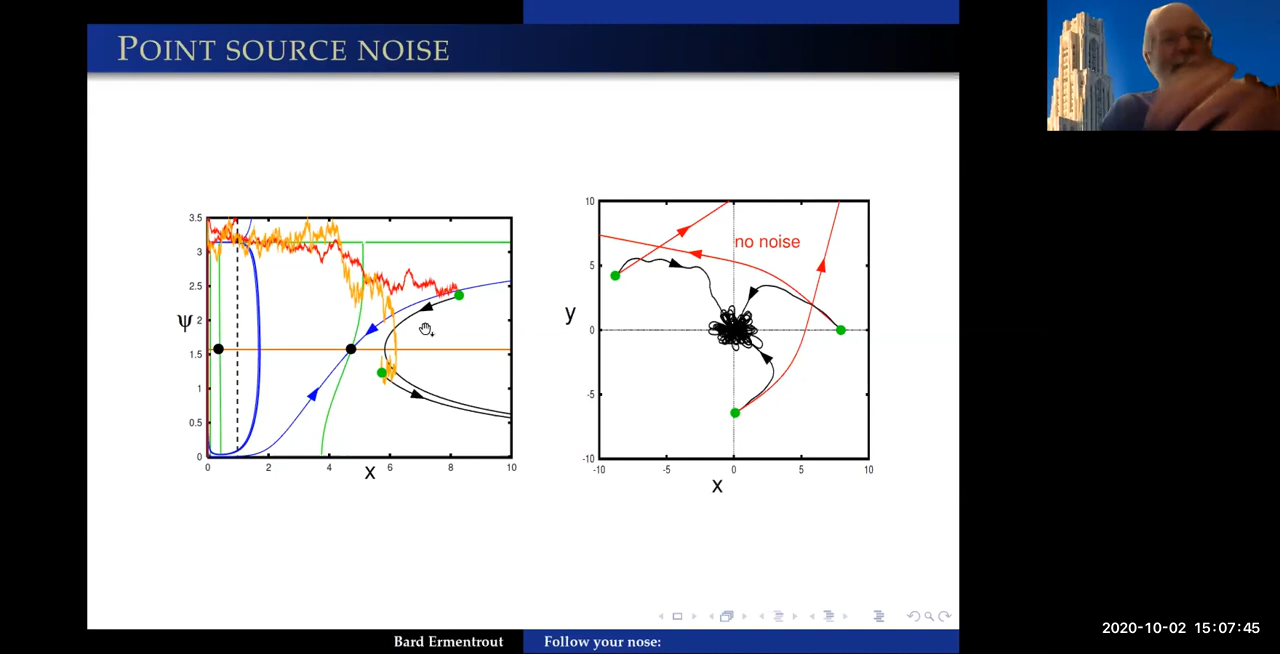 POINT SOURCE NOISE
3.5
3
2.5
2
1.5
1
0.5
0
ψ
0 2 4 6 8 10
x
10
5
0
-5
-10
y
no noise
-10 -5 0 5 10
x
Bard Ermentrout Follow your nose:
2020-10-02 15:07:45